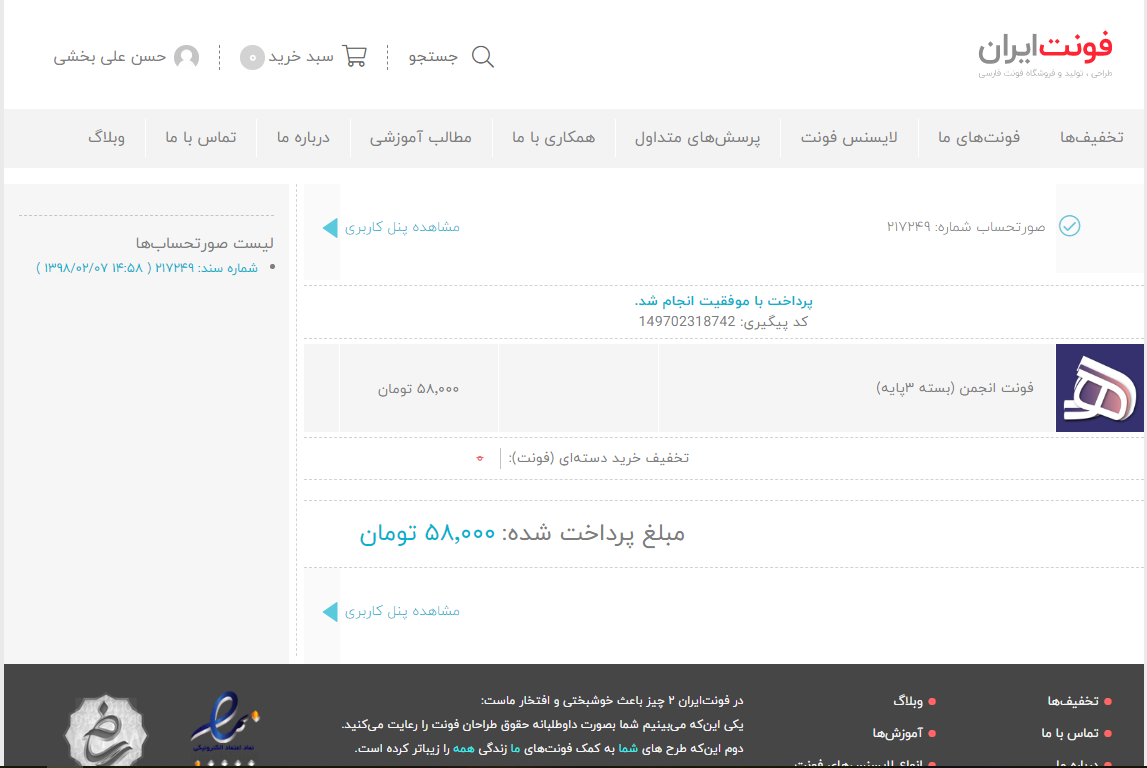 فونت‌ایران
طراحی ، تولید و فروشگاه فونت فارسی
جستجو
سبد خرید ۰
حسن علی بخشی
تخفیف‌ها
فونت‌های ما
لایسنس فونت
پرسش‌های متداول
همکاری با ما
مطالب آموزشی
درباره ما
تماس با ما
وبلاگ
صورتحساب شماره: ۲۱۷۲۴۹
مشاهده پنل کاربری
پرداخت با موفقیت انجام شد.
کد پیگیری: 149702318742
فونت انجمن (بسته ۳پایه)
۵۸,۰۰۰ تومان
تخفیف خرید دسته‌ای (فونت):
۰
مبلغ پرداخت شده: ۵۸,۰۰۰ تومان
مشاهده پنل کاربری
لیست صورتحساب‌ها
شماره سند: ۲۱۷۲۴۹ ( ۱۴:۵۸ ۱۳۹۸/۰۲/۰۷ )
تخفیف‌ها
تماس با ما
درباره ما
وبلاگ
آموزش‌ها
انواع لایسنس‌های فونت
در فونت‌ایران ۲ چیز باعث خوشبختی و افتخار ماست:
یکی این‌که می‌بینیم شما بصورت داوطلبانه حقوق طراحان فونت را رعایت می‌کنید.
دوم این‌که طرح های شما به کمک فونت‌های ما زندگی همه را زیباتر کرده است.
نماد اعتماد الکترونیکی